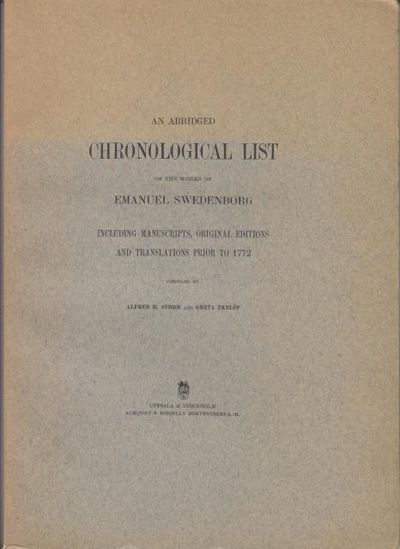 AN ABRIDGED
CHRONOLOGICAL LIST
OF THE WORKS OF
EMANUEL SWEDENBORG
INCLUDING MANUSCRIPTS, ORIGINAL EDITIONS
AND TRANSLATIONS PRIOR TO 1772
COMPILED BY
ALFRED H. STROH AND GRETA EKELÖF
UPPSALA & STOCKHOLM
ALMQVIST & WIKSELLS BOKTRYCKERI-A.-B.